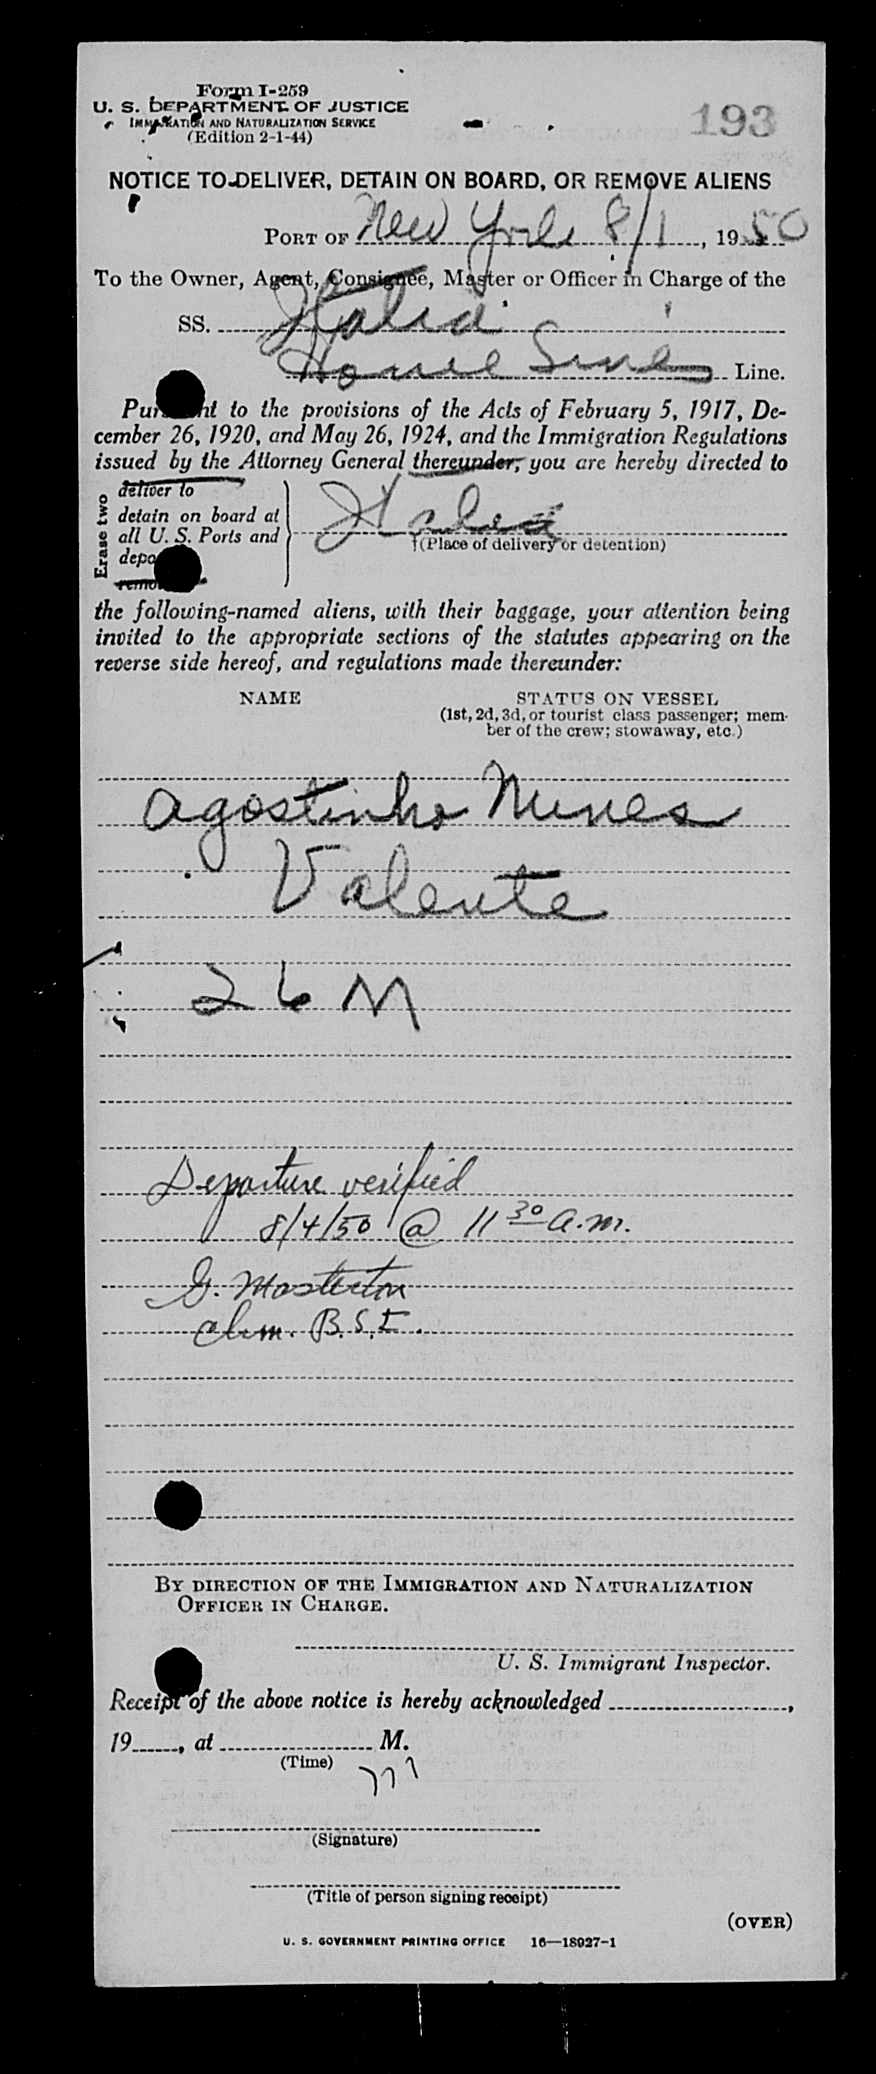 Form I-259
U. S. DEPARTMENT OF JUSTICE
IMMIGRATION AND NATURALIZATION SERVICE
(Edition 2-1-44)
193
NOTICE TO DELIVER, DETAIN ON BOARD, OR REMOVE ALIENS
PORT OF New York 8/1, 1950
To the Owner, Agent, Consignee, Master or Officer in Charge of the
SS. Italia
Home Lines Line.
Pursuant to the provisions of the Acts of February 5, 1917, De-
cember 26, 1920, and May 26, 1924, and the Immigration Regulations
issued by the Attorney General thereunder, you are hereby directed to
Erase two
deliver to
detain on board at
all U. S. Ports and
depo
remo
Italia
(Place of delivery or detention)
the following-named aliens, with their baggage, your attention being
invited to the appropriate sections of the statutes appearing on the
reverse side hereof, and regulations made thereunder:
NAME
STATUS ON VESSEL
(1st, 2d, 3d, or tourist class passenger; mem-
ber of the crew; stowaway, etc.)
Agostinho Nunes
Valente
26 M
Departure verified
8/4/50 @ 11 30 a.m.
G. Masterton
B.S.I.
BY DIRECTION OF THE IMMIGRATION AND NATURALIZATION
OFFICER IN CHARGE.
U. S. Immigrant Inspector.
Receipt of the above notice is hereby acknowledged ,
19 , at M.
(Time)
777
(Signature)
(Title of person signing receipt)
(OVER)
U. S. GOVERNMENT PRINTING OFFICE 16—18927-1